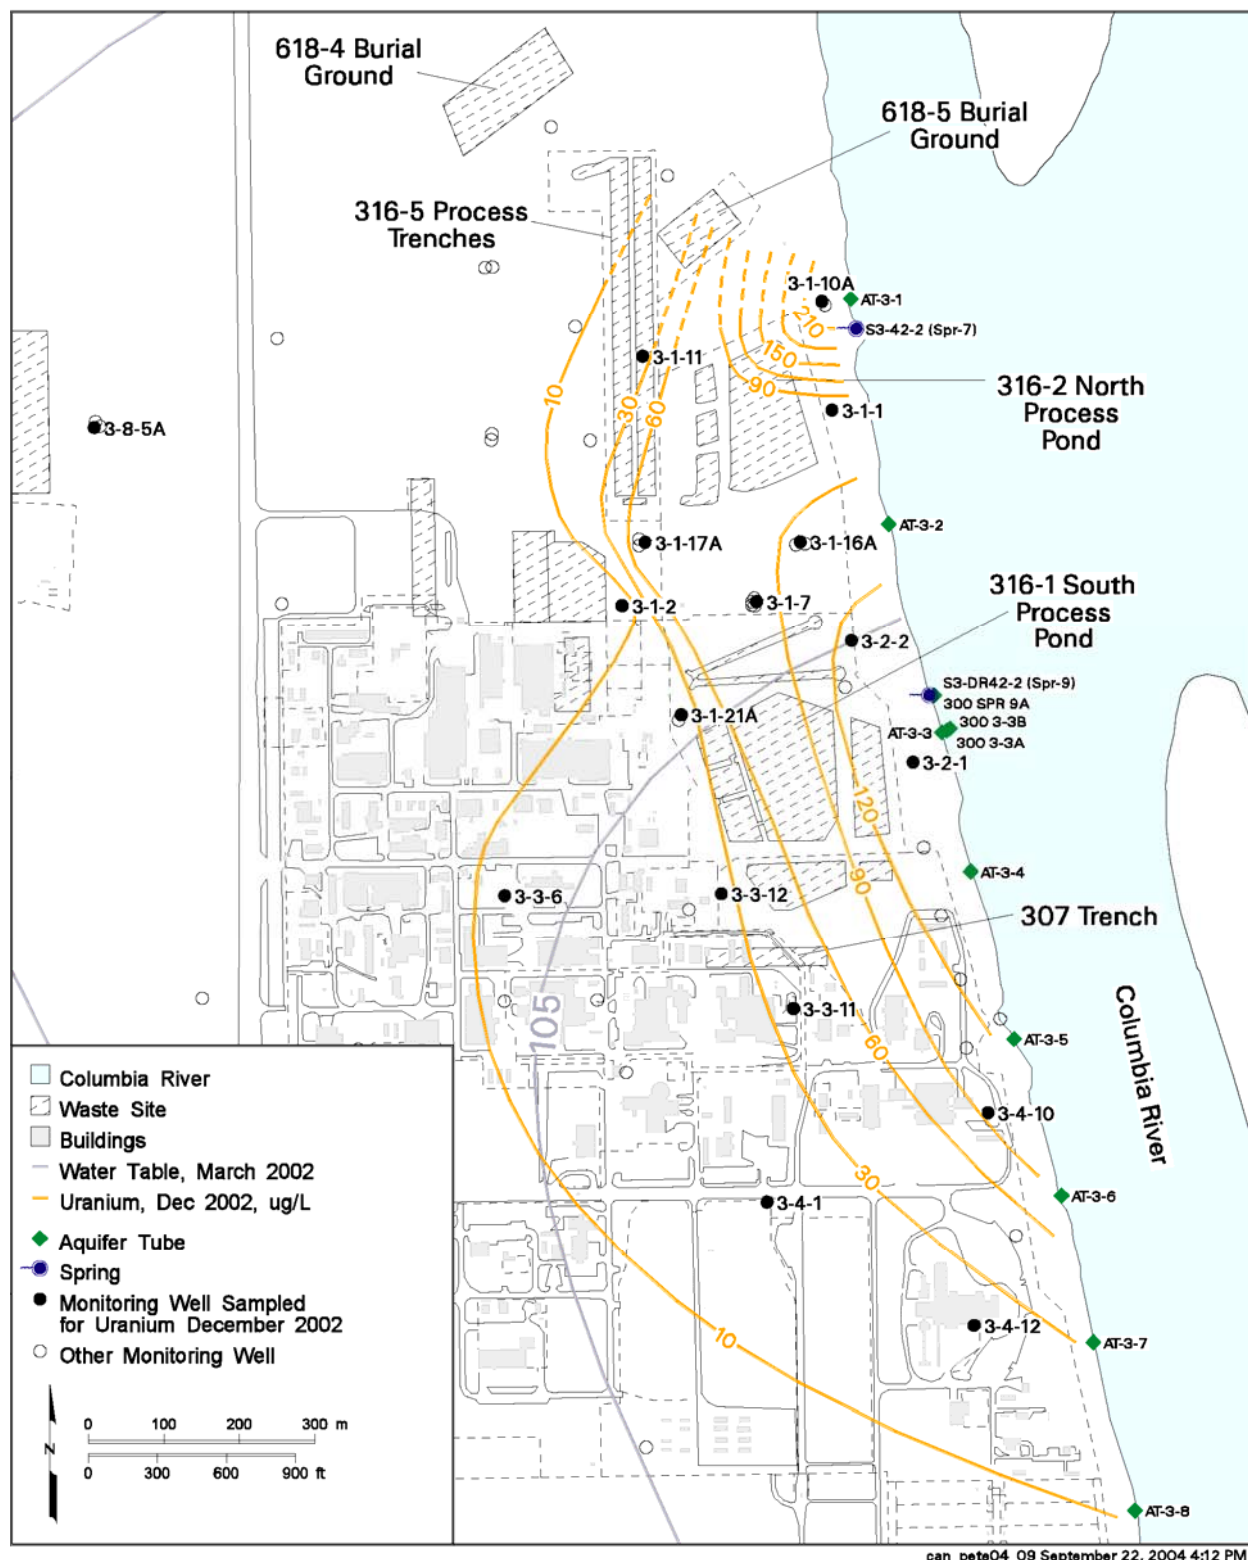 618-4 Burial
Ground
618-5 Burial
Ground
316-5 Process
Trenches
3-1-10A
AT-3-1
210
S3-42-2 (Spr-7)
150
3-1-11
90
10
30
60
316-2 North
Process
Pond
3-1-1
3-8-5A
AT-3-2
3-1-17A
3-1-16A
316-1 South
Process
Pond
3-1-2
3-1-7
3-2-2
S3-DR42-2 (Spr-9)
300 SPR 9A
3-1-21A
300 3-3B
AT-3-3
300 3-3A
3-2-1
120
AT-3-4
90
3-3-6
3-3-12
307 Trench
105
3-3-11
Columbia River
60
AT-3-5
3-4-10
30
AT-3-6
3-4-1
10
3-4-12
AT-3-7
AT-3-8
Columbia River
Waste Site
Buildings
Water Table, March 2002
Uranium, Dec 2002, ug/L
Aquifer Tube
Spring
Monitoring Well Sampled
for Uranium December 2002
Other Monitoring Well
0 100 200 300 m
N
0 300 600 900 ft
can_pete04_09 September 22, 2004 4:12 PM